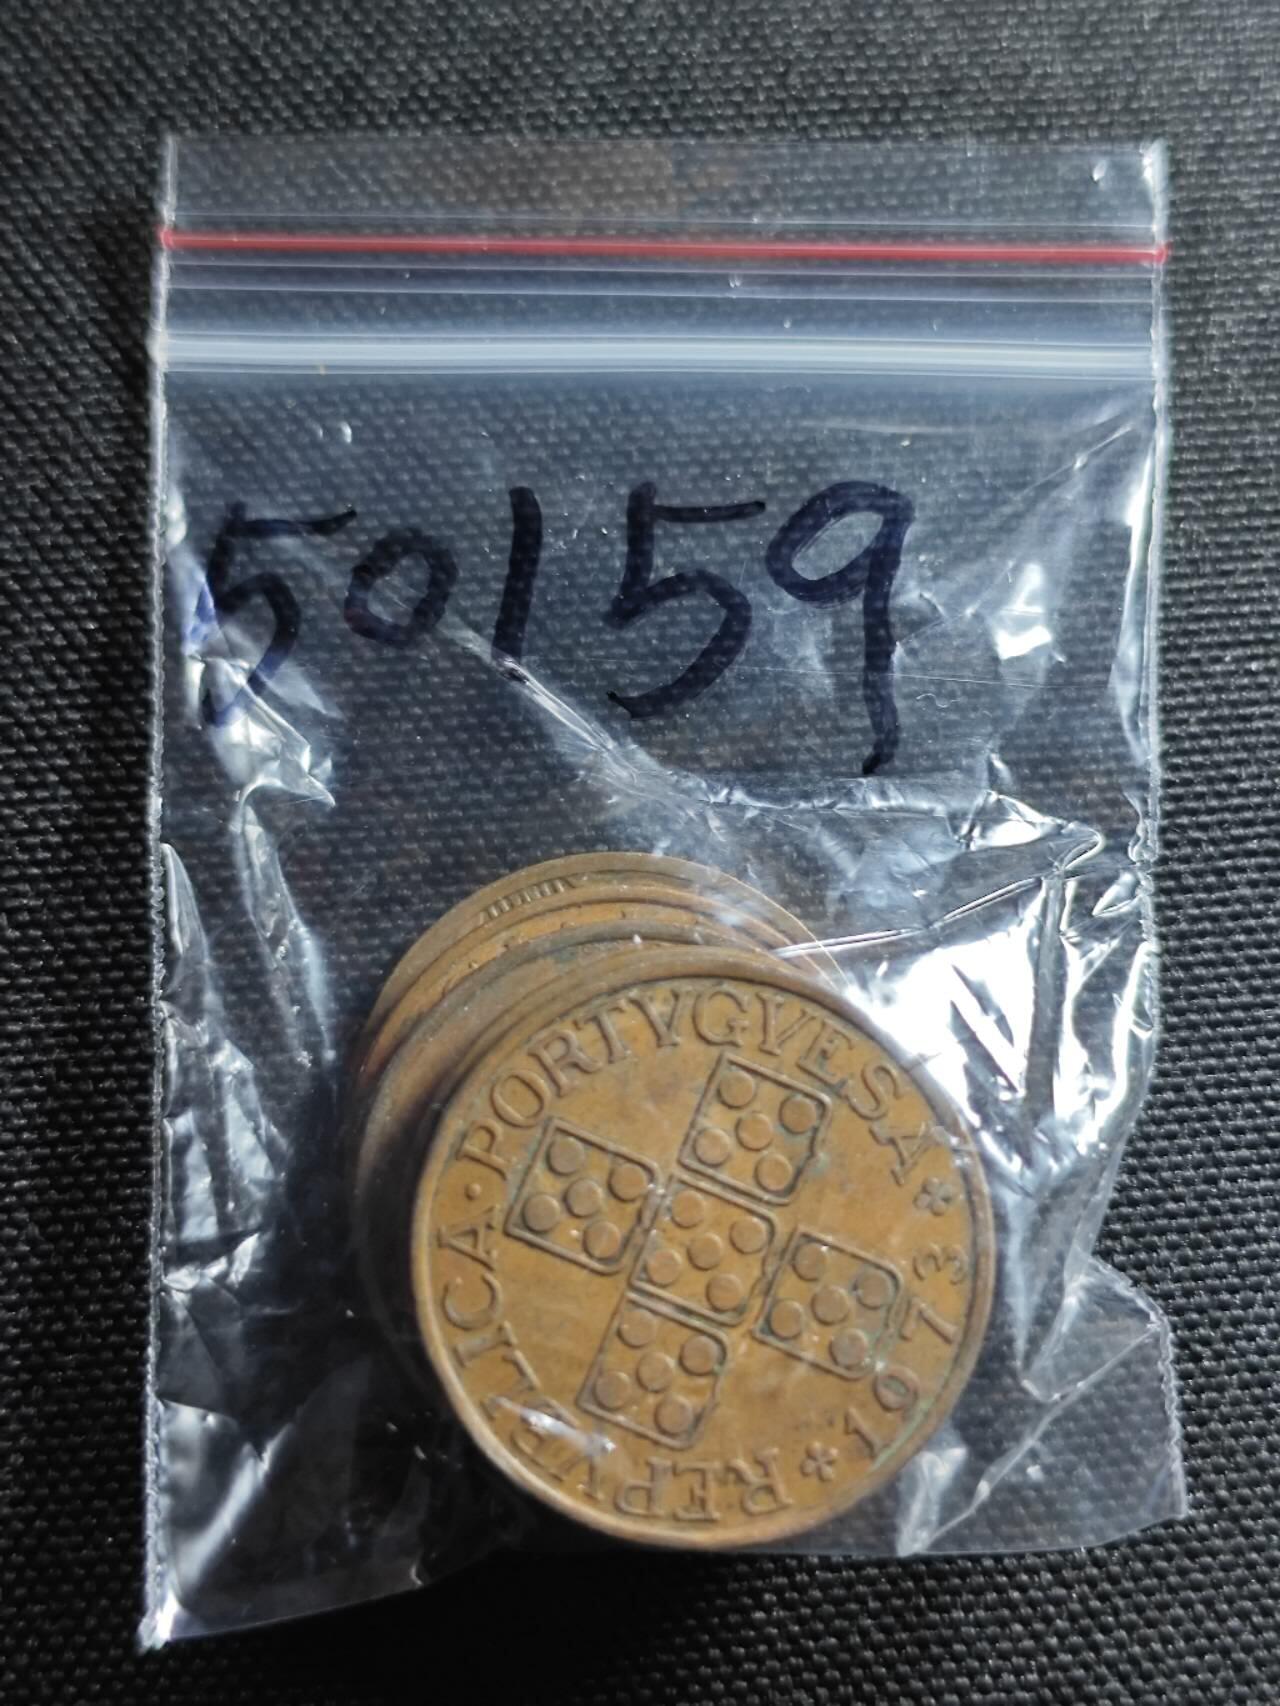 50159
REPVBLICA · PORTVGVESA * 1973 *